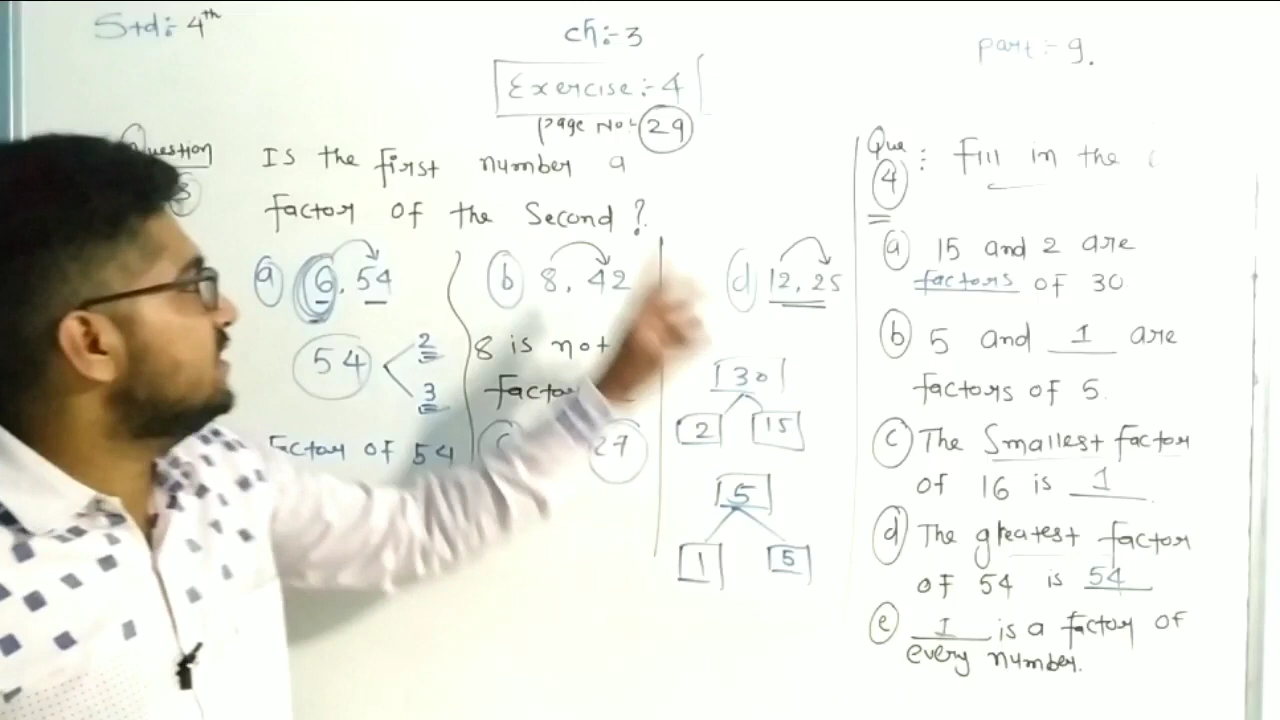 Std:- 4th
ch:-3
part:- 9.
Exercise:-4
Page No:- 29
Question
Is the first number a
factor of the Second?
a 6, 54
54
2
3
factor of 54
b 8, 42
8 is not
27
d 12, 25
30
2 15
5
1 5
Que 4 : Fill in the
a 15 and 2 are
factors of 30
b 5 and 1 are
factors of 5.
c The Smallest factor
of 16 is 1
d The greatest factor
of 54 is 54
e 1 is a factor of
every number.